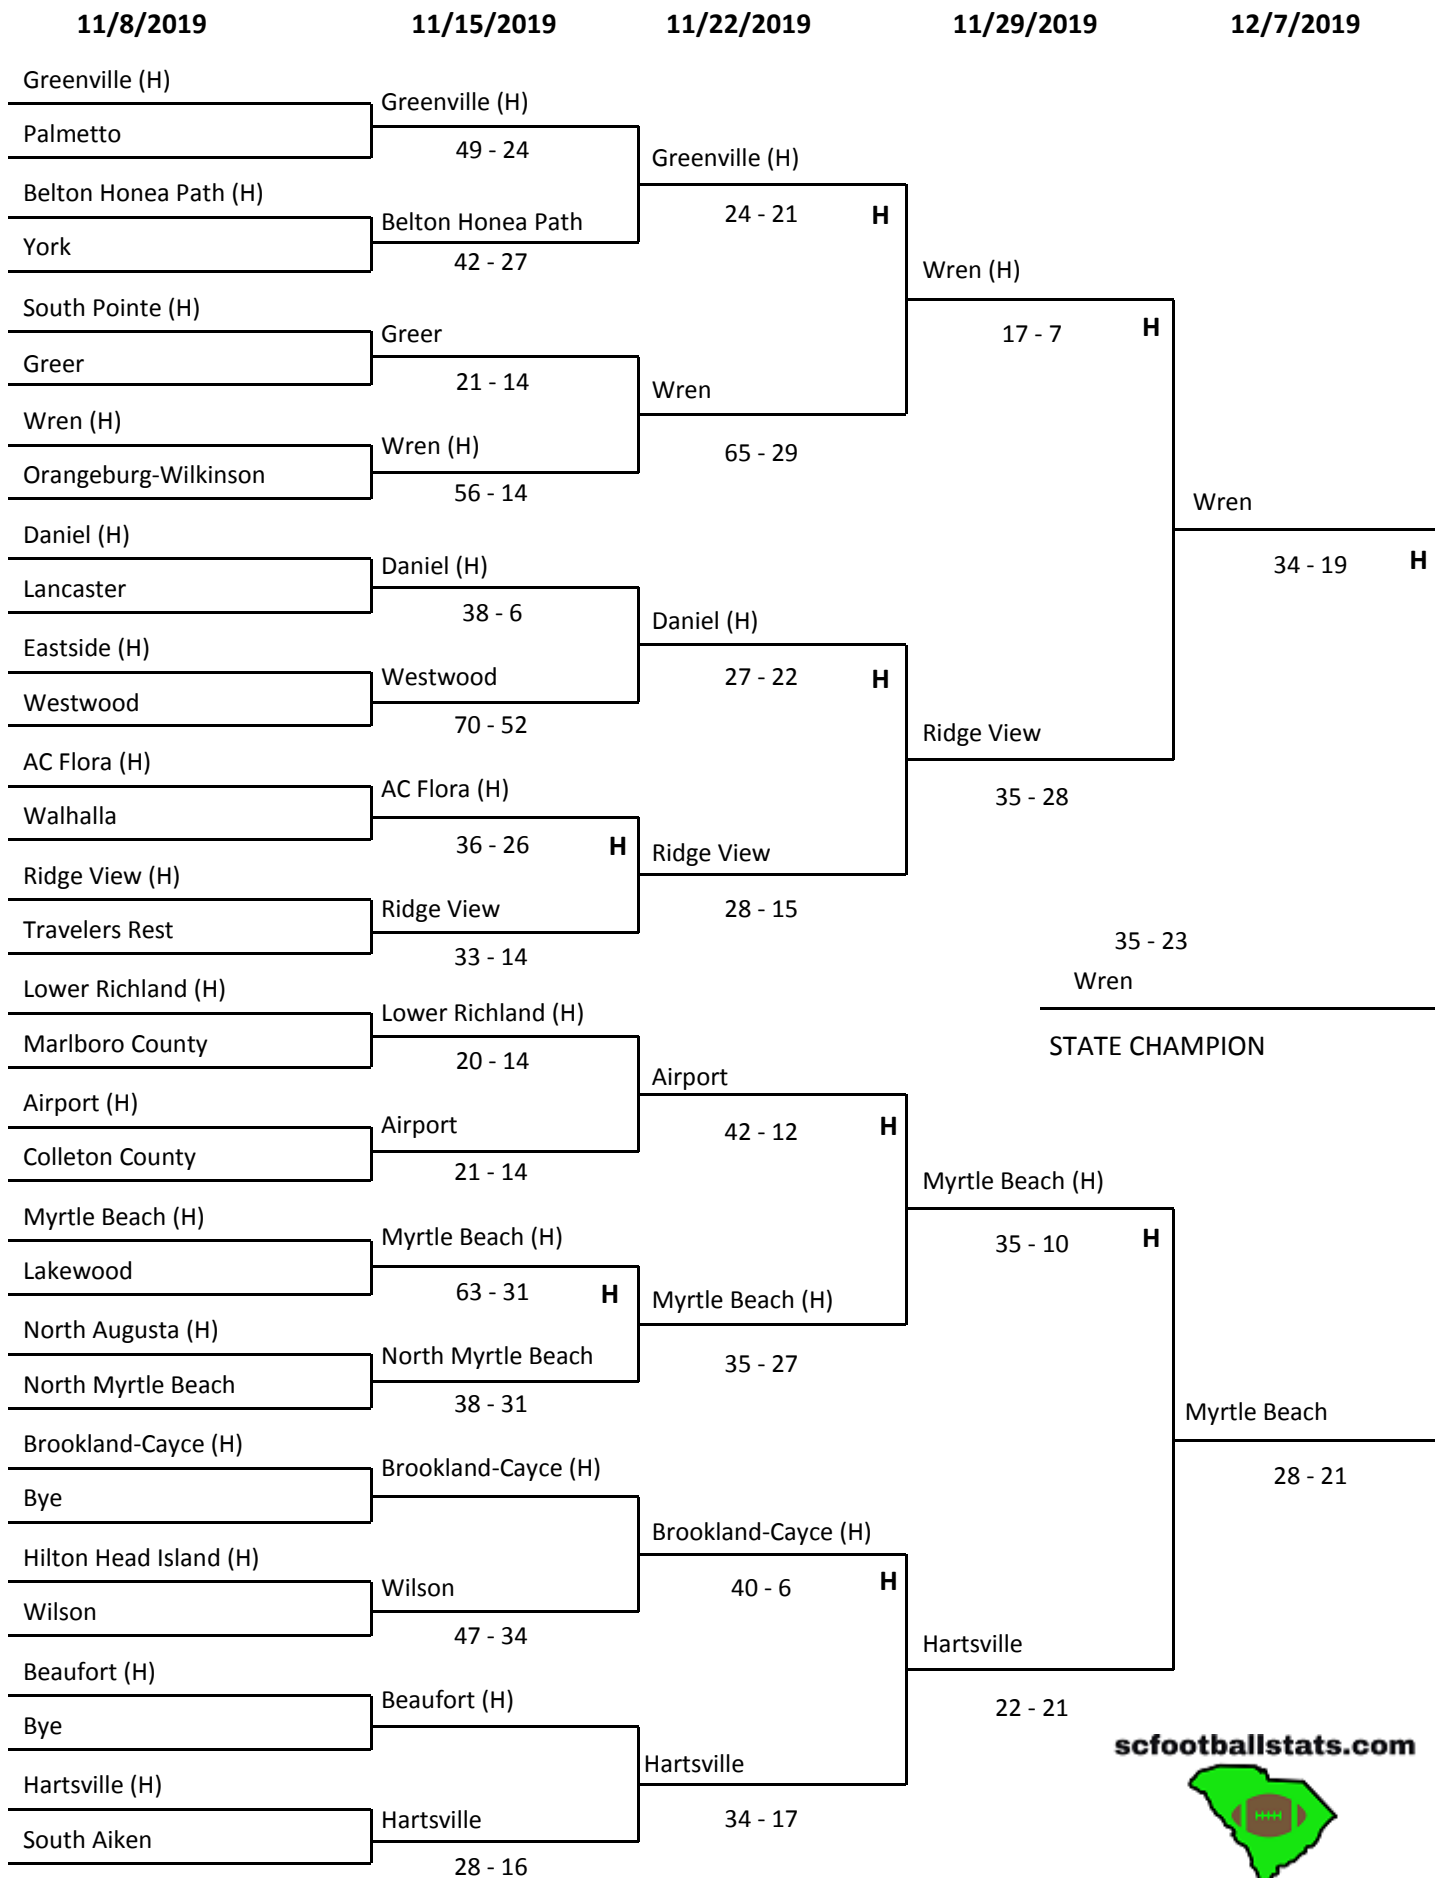 11/8/2019 11/15/2019 11/22/2019 11/29/2019 12/7/2019
Greenville (H)
Palmetto
Belton Honea Path (H)
York
South Pointe (H)
Greer
Wren (H)
Orangeburg-Wilkinson
Daniel (H)
Lancaster
Eastside (H)
Westwood
AC Flora (H)
Walhalla
Ridge View (H)
Travelers Rest
Lower Richland (H)
Marlboro County
Airport (H)
Colleton County
Myrtle Beach (H)
Lakewood
North Augusta (H)
North Myrtle Beach
Brookland-Cayce (H)
Bye
Hilton Head Island (H)
Wilson
Beaufort (H)
Bye
Hartsville (H)
South Aiken
Greenville (H)
49 - 24
Belton Honea Path
42 - 27
Greer
21 - 14
Wren (H)
56 - 14
Daniel (H)
38 - 6
Westwood
70 - 52
AC Flora (H)
36 - 26 H
Ridge View
33 - 14
Lower Richland (H)
20 - 14
Airport
21 - 14
Myrtle Beach (H)
63 - 31 H
North Myrtle Beach
38 - 31
Brookland-Cayce (H)
Wilson
47 - 34
Beaufort (H)
Hartsville
28 - 16
Greenville (H)
24 - 21 H
Wren
65 - 29
Daniel (H)
27 - 22 H
Ridge View
28 - 15
Airport
42 - 12 H
Myrtle Beach (H)
35 - 27
Brookland-Cayce (H)
40 - 6 H
Hartsville
34 - 17
Wren (H)
17 - 7 H
Ridge View
35 - 28
Myrtle Beach (H)
35 - 10 H
Hartsville
22 - 21
Wren
34 - 19 H
Myrtle Beach
28 - 21
35 - 23
Wren
STATE CHAMPION
scfootballstats.com